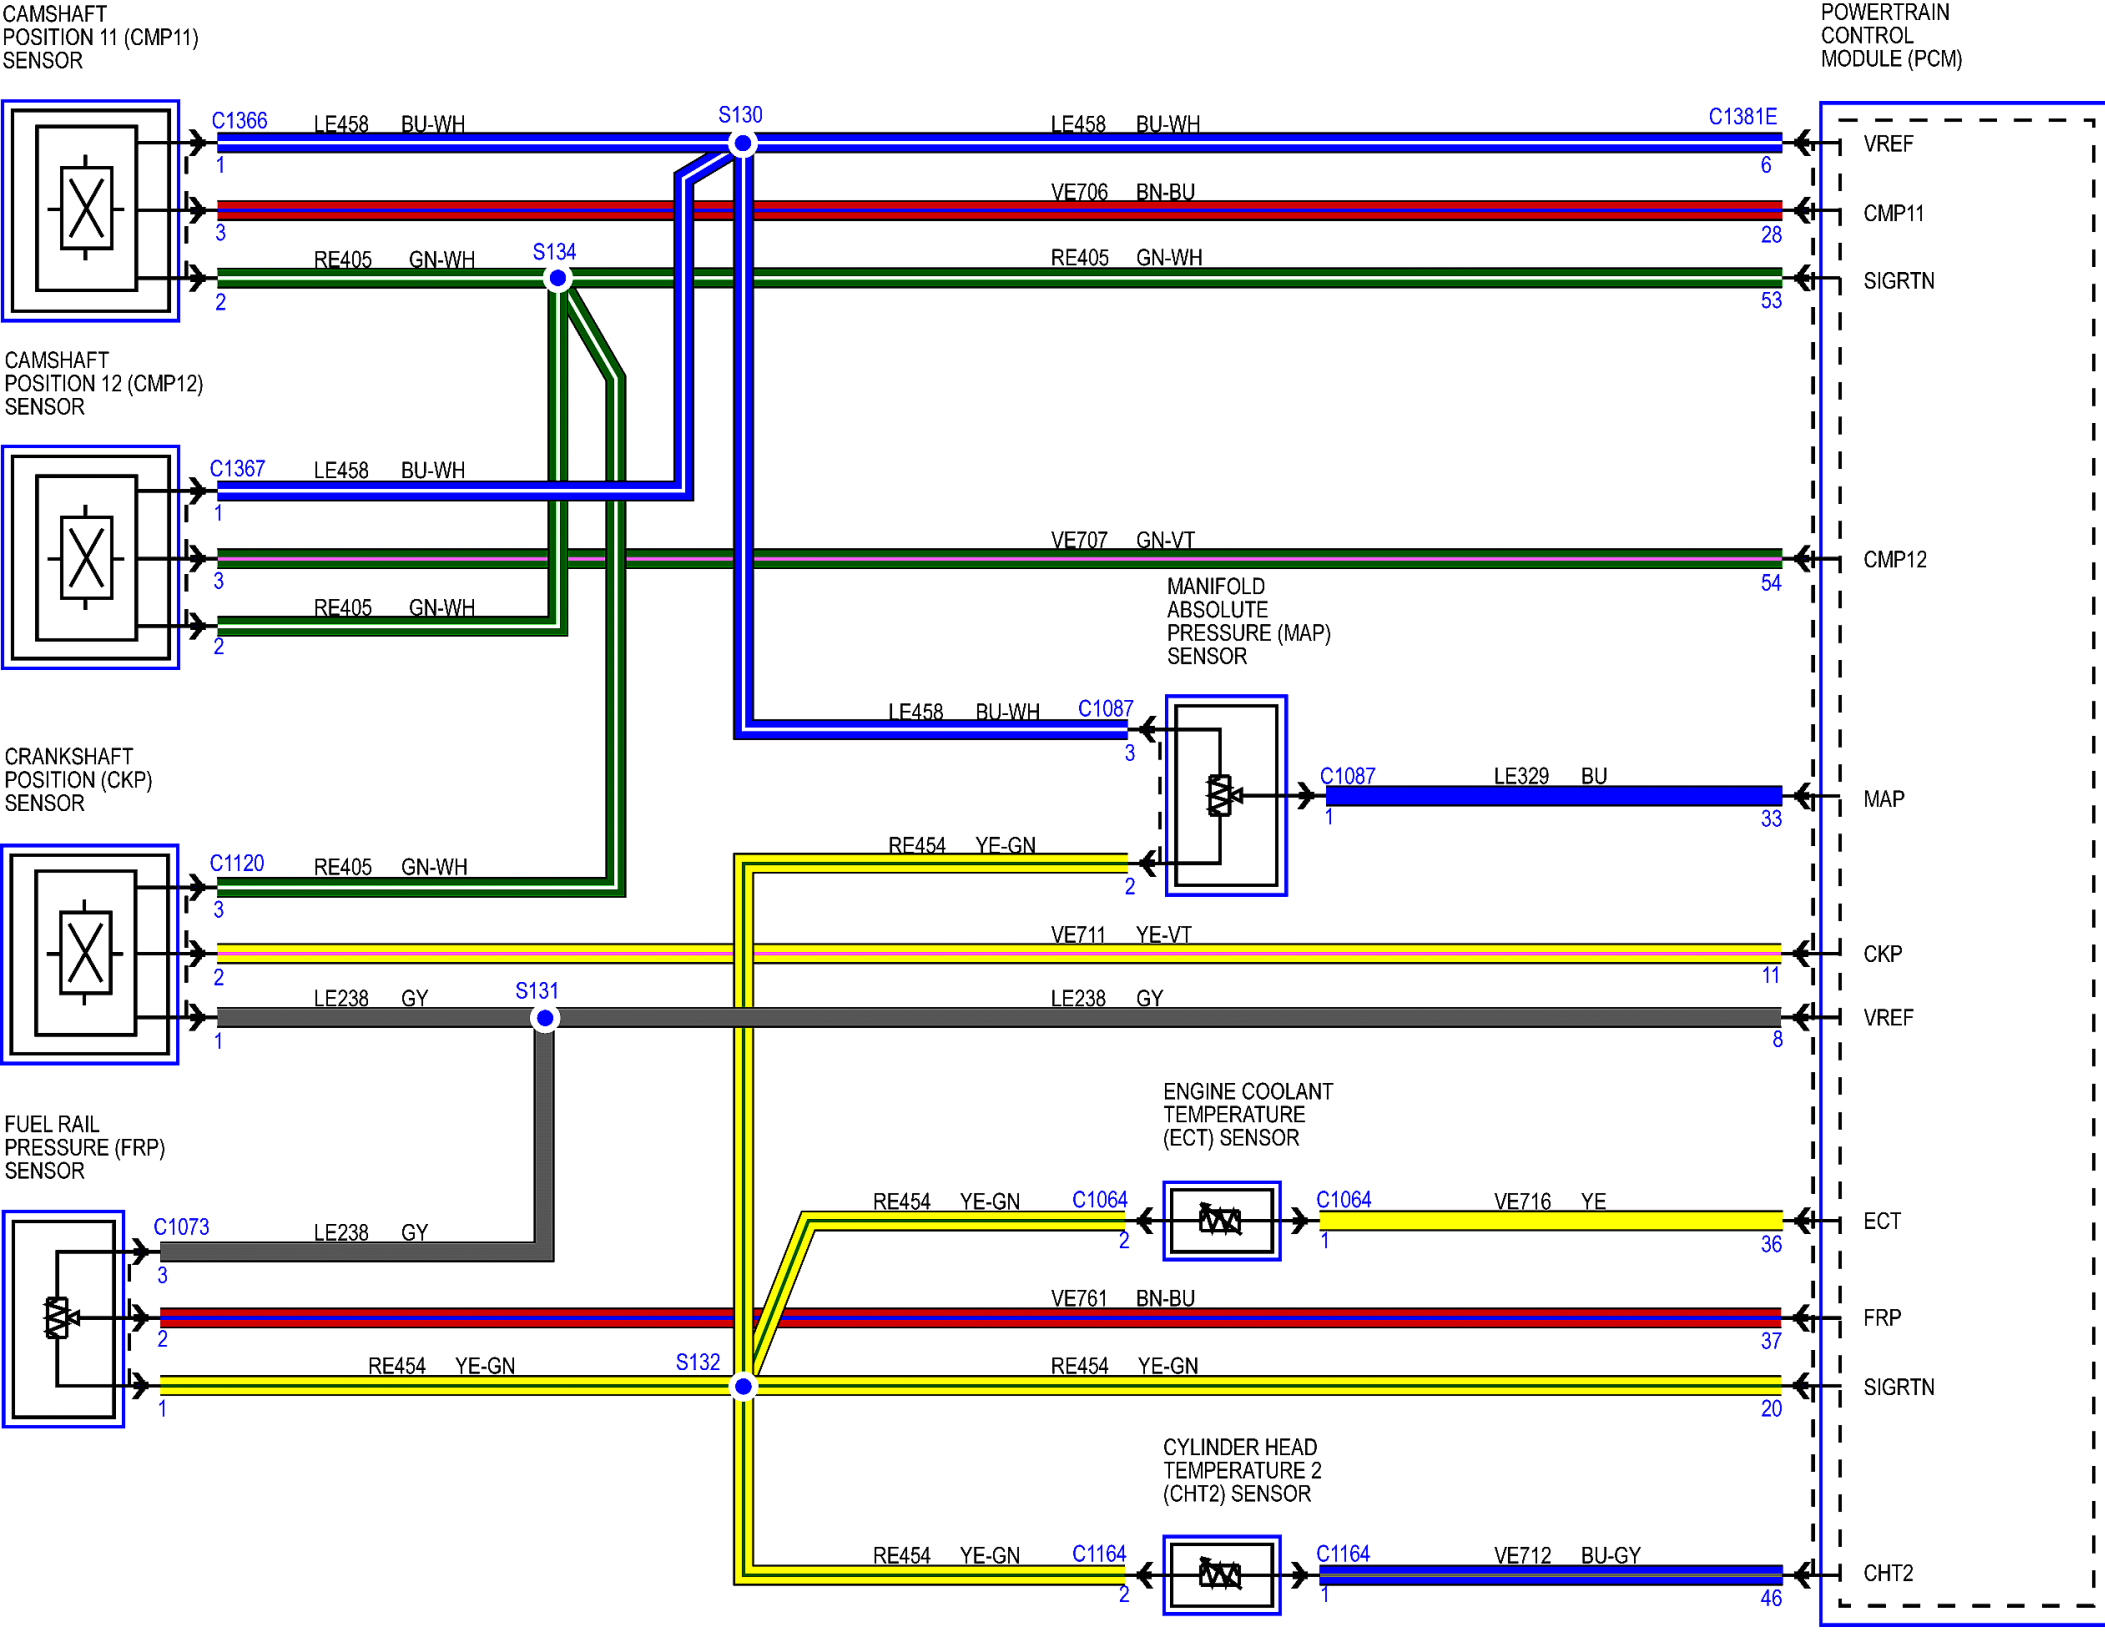 CAMSHAFT
POSITION 11 (CMP11)
SENSOR
POWERTRAIN
CONTROL
MODULE (PCM)
C1366 LE458 BU-WH S130 LE458 BU-WH C1381E
1 6 VREF
VE706 BN-BU
3 28 CMP11
RE405 GN-WH S134 RE405 GN-WH
2 53 SIGRTN
CAMSHAFT
POSITION 12 (CMP12)
SENSOR
C1367 LE458 BU-WH
1
VE707 GN-VT
3 54 CMP12
RE405 GN-WH
2
MANIFOLD
ABSOLUTE
PRESSURE (MAP)
SENSOR
LE458 BU-WH C1087
3
C1087 LE329 BU
1 33 MAP
RE454 YE-GN
2
CRANKSHAFT
POSITION (CKP)
SENSOR
C1120 RE405 GN-WH
3
VE711 YE-VT
2 11 CKP
LE238 GY S131 LE238 GY
1 8 VREF
ENGINE COOLANT
TEMPERATURE
(ECT) SENSOR
FUEL RAIL
PRESSURE (FRP)
SENSOR
RE454 YE-GN C1064 C1064 VE716 YE
2 1 36 ECT
C1073 LE238 GY
3
VE761 BN-BU
2 37 FRP
RE454 YE-GN S132 RE454 YE-GN
1 20 SIGRTN
CYLINDER HEAD
TEMPERATURE 2
(CHT2) SENSOR
RE454 YE-GN C1164 C1164 VE712 BU-GY
2 1 46 CHT2